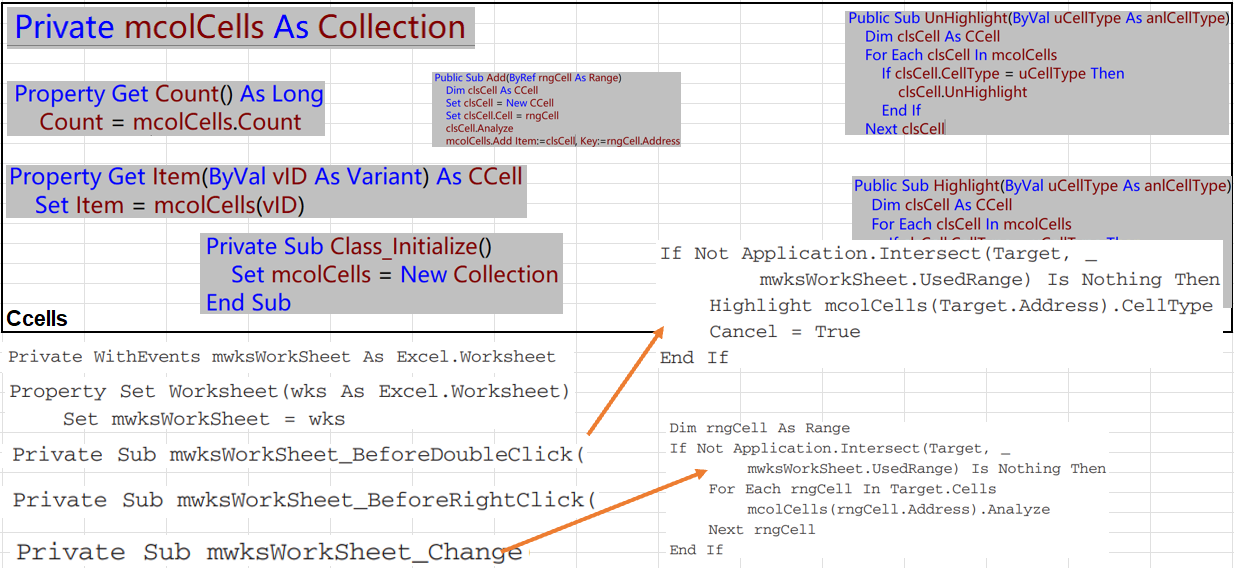 Private mcolCells As Collection
Property Get Count() As Long
Count = mcolCells.Count
Property Get Item(ByVal vID As Variant) As CCell
Set Item = mcolCells(vID)
Private Sub Class_Initialize()
Set mcolCells = New Collection
End Sub
Ccells
Public Sub Add(ByRef rngCell As Range)
Dim clsCell As CCell
Set clsCell = New CCell
Set clsCell.Cell = rngCell
clsCell.Analyze
mcolCells.Add Item:=clsCell, Key:=rngCell.Address
Public Sub UnHighlight(ByVal uCellType As anlCellType)
Dim clsCell As CCell
For Each clsCell In mcolCells
If clsCell.CellType = uCellType Then
clsCell.UnHighlight
End If
Next clsCell
Public Sub Highlight(ByVal uCellType As anlCellType)
Dim clsCell As CCell
For Each clsCell In mcolCells
Private WithEvents mwksWorkSheet As Excel.Worksheet
Property Set Worksheet(wks As Excel.Worksheet)
Set mwksWorkSheet = wks
Private Sub mwksWorkSheet_BeforeDoubleClick(
Private Sub mwksWorkSheet_BeforeRightClick(
Private Sub mwksWorkSheet_Change
If Not Application.Intersect(Target, _
mwksWorkSheet.UsedRange) Is Nothing Then
Highlight mcolCells(Target.Address).CellType
Cancel = True
End If
Dim rngCell As Range
If Not Application.Intersect(Target, _
mwksWorkSheet.UsedRange) Is Nothing Then
For Each rngCell In Target.Cells
mcolCells(rngCell.Address).Analyze
Next rngCell
End If